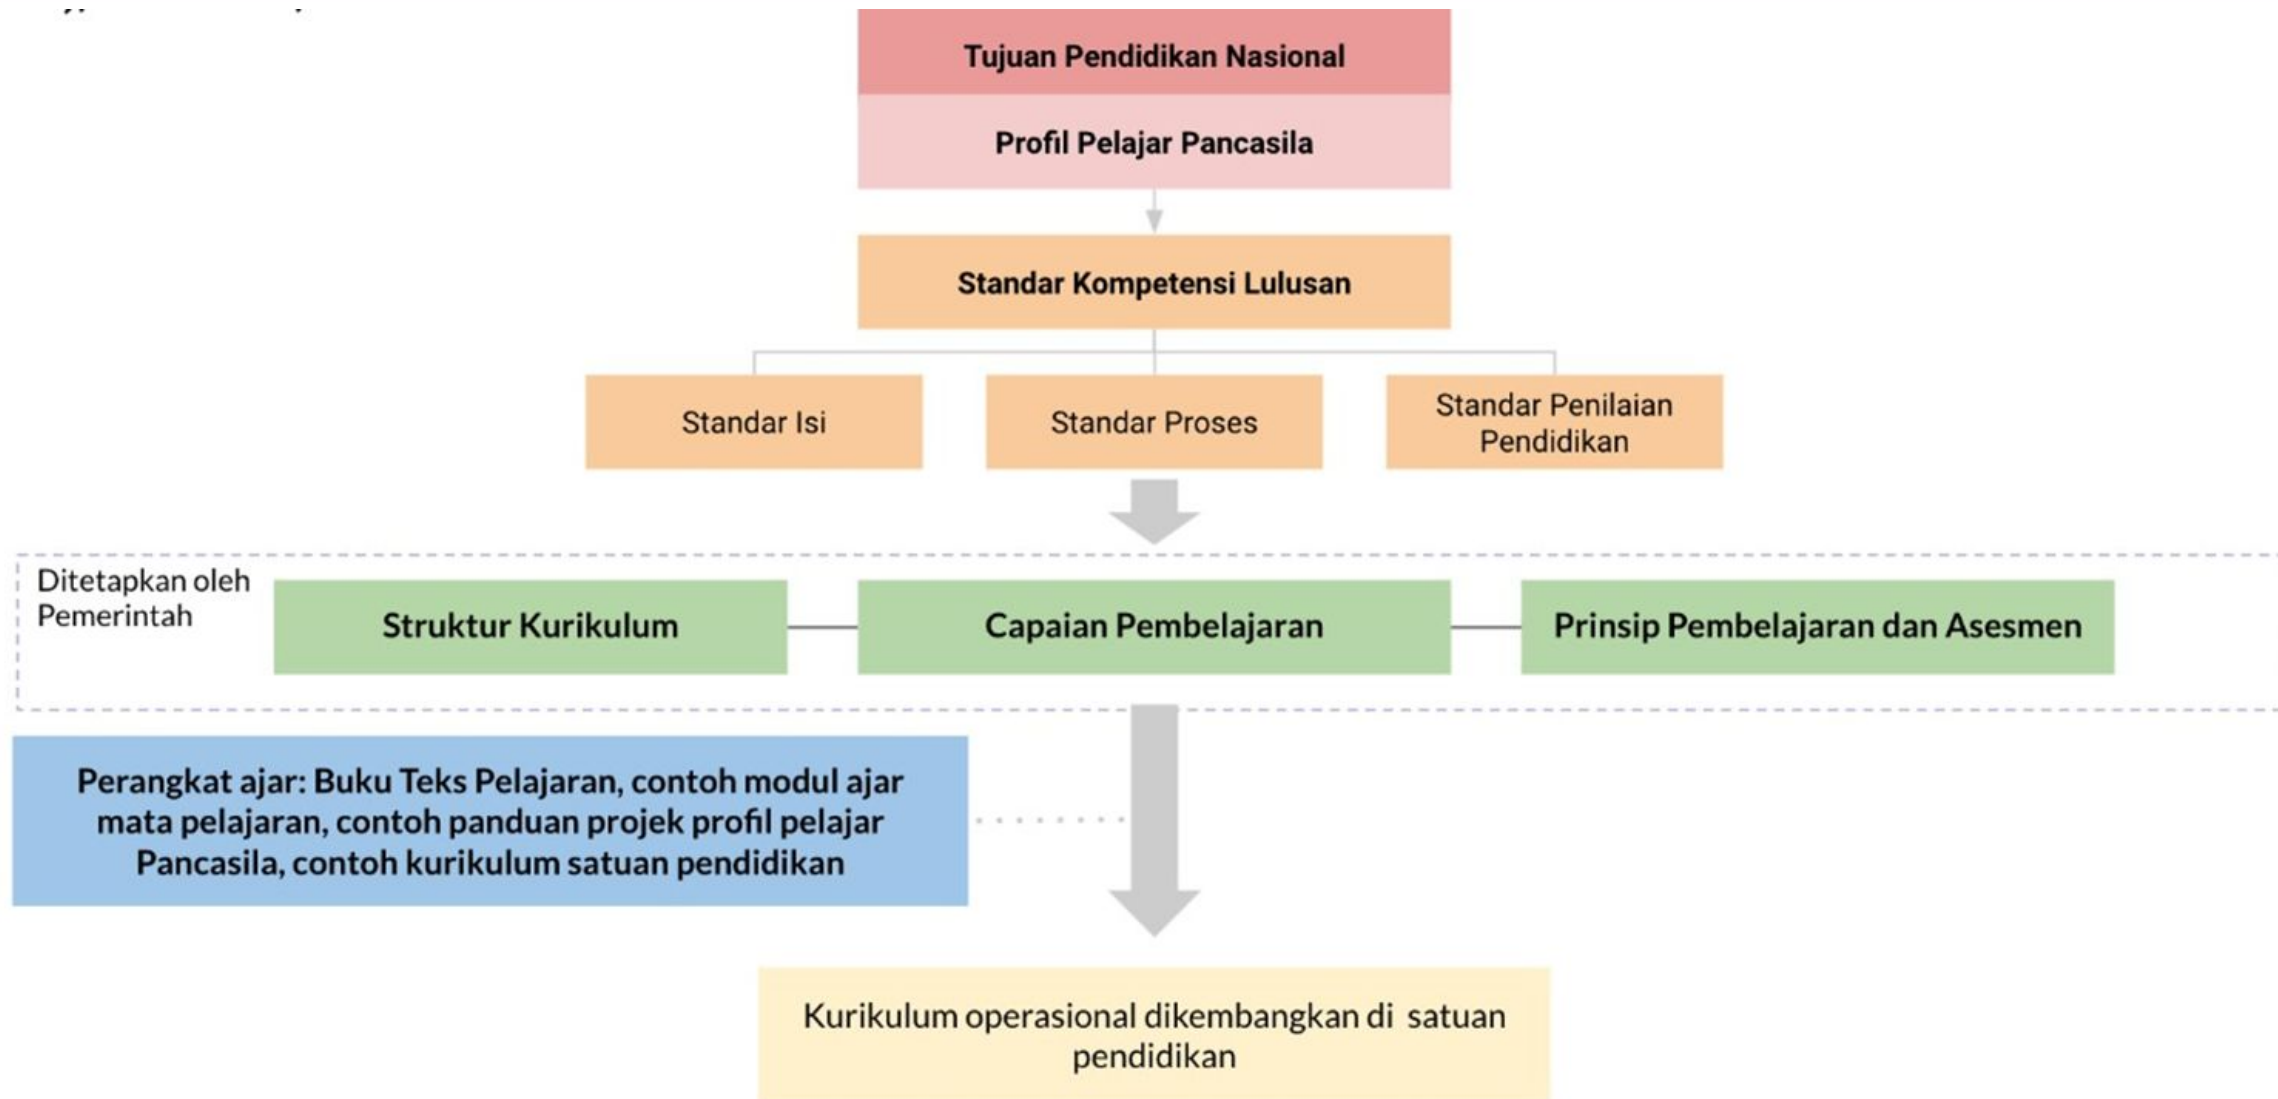 Tujuan Pendidikan Nasional
Profil Pelajar Pancasila
Standar Kompetensi Lulusan
Standar Isi
Standar Proses
Standar Penilaian
Pendidikan
Ditetapkan oleh
Pemerintah
Struktur Kurikulum
Capaian Pembelajaran
Prinsip Pembelajaran dan Asesmen
Perangkat ajar: Buku Teks Pelajaran, contoh modul ajar
mata pelajaran, contoh panduan projek profil pelajar
Pancasila, contoh kurikulum satuan pendidikan
Kurikulum operasional dikembangkan di satuan
pendidikan